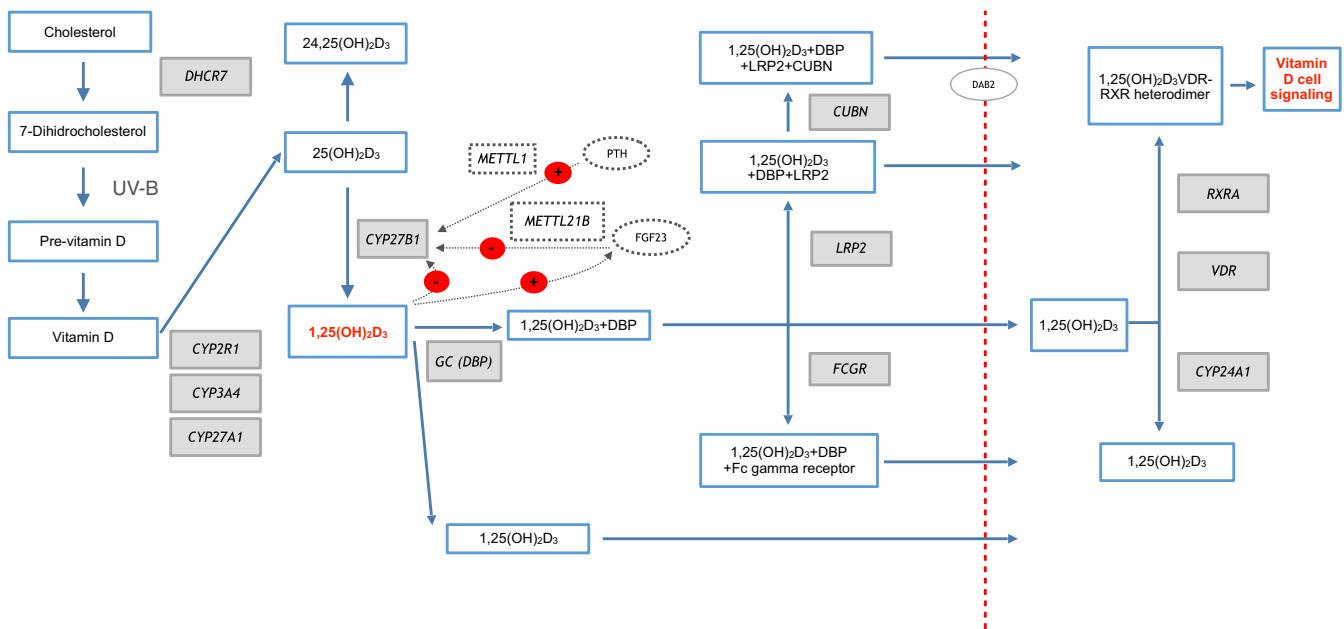 Cholesterol
DHCR7
7-Dihidrocholesterol
UV-B
Pre-vitamin D
Vitamin D
CYP2R1
CYP3A4
CYP27A1
24,25(OH)₂D₃
25(OH)₂D₃
METTL1
PTH
+
METTL21B
CYP27B1
-
FGF23
-
+
1,25(OH)₂D₃
GC (DBP)
1,25(OH)₂D₃+DBP
1,25(OH)₂D₃
1,25(OH)₂D₃+DBP
+LRP2+CUBN
CUBN
1,25(OH)₂D₃
+DBP+LRP2
LRP2
FCGR
1,25(OH)₂D₃+DBP
+Fc gamma receptor
DAB2
1,25(OH)₂D₃
1,25(OH)₂D₃VDR-
RXR heterodimer
Vitamin
D cell
signaling
RXRA
VDR
CYP24A1
1,25(OH)₂D₃